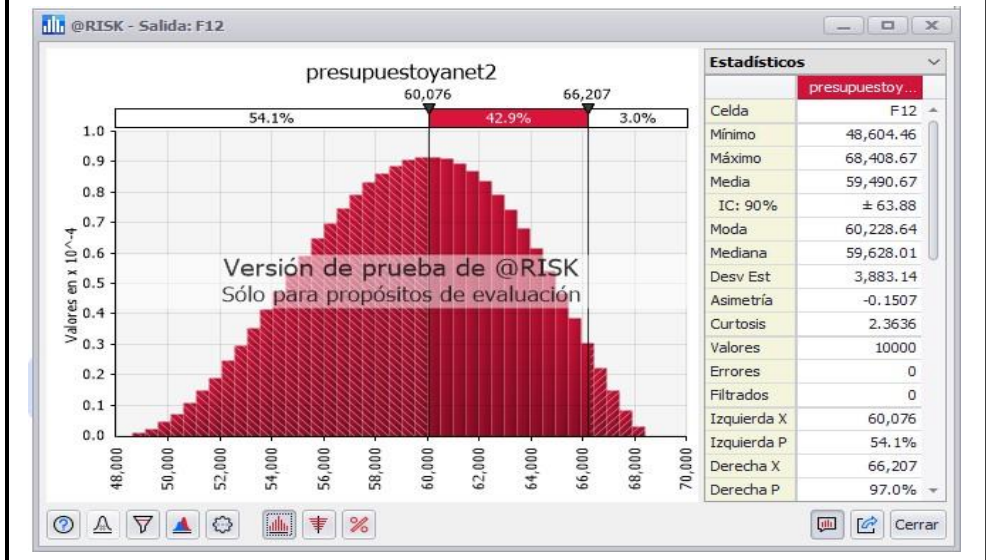 @RISK - Salida: F12
presupuestoyanet2
60,076 66,207
54.1% 42.9% 3.0%
1.0
0.9
0.8
0.7
0.6
0.5
0.4
0.3
0.2
0.1
0.0
Valores en x 10^-4
Versión de prueba de @RISK
Sólo para propósitos de evaluación
48,000 50,000 52,000 54,000 56,000 58,000 60,000 62,000 64,000 66,000 68,000 70,000
Estadísticos
presupuestoy...
Celda F12
Mínimo 48,604.46
Máximo 68,408.67
Media 59,490.67
IC: 90% ± 63.88
Moda 60,228.64
Mediana 59,628.01
Desv Est 3,883.14
Asimetría -0.1507
Curtosis 2.3636
Valores 10000
Errores 0
Filtrados 0
Izquierda X 60,076
Izquierda P 54.1%
Derecha X 66,207
Derecha P 97.0%
Cerrar